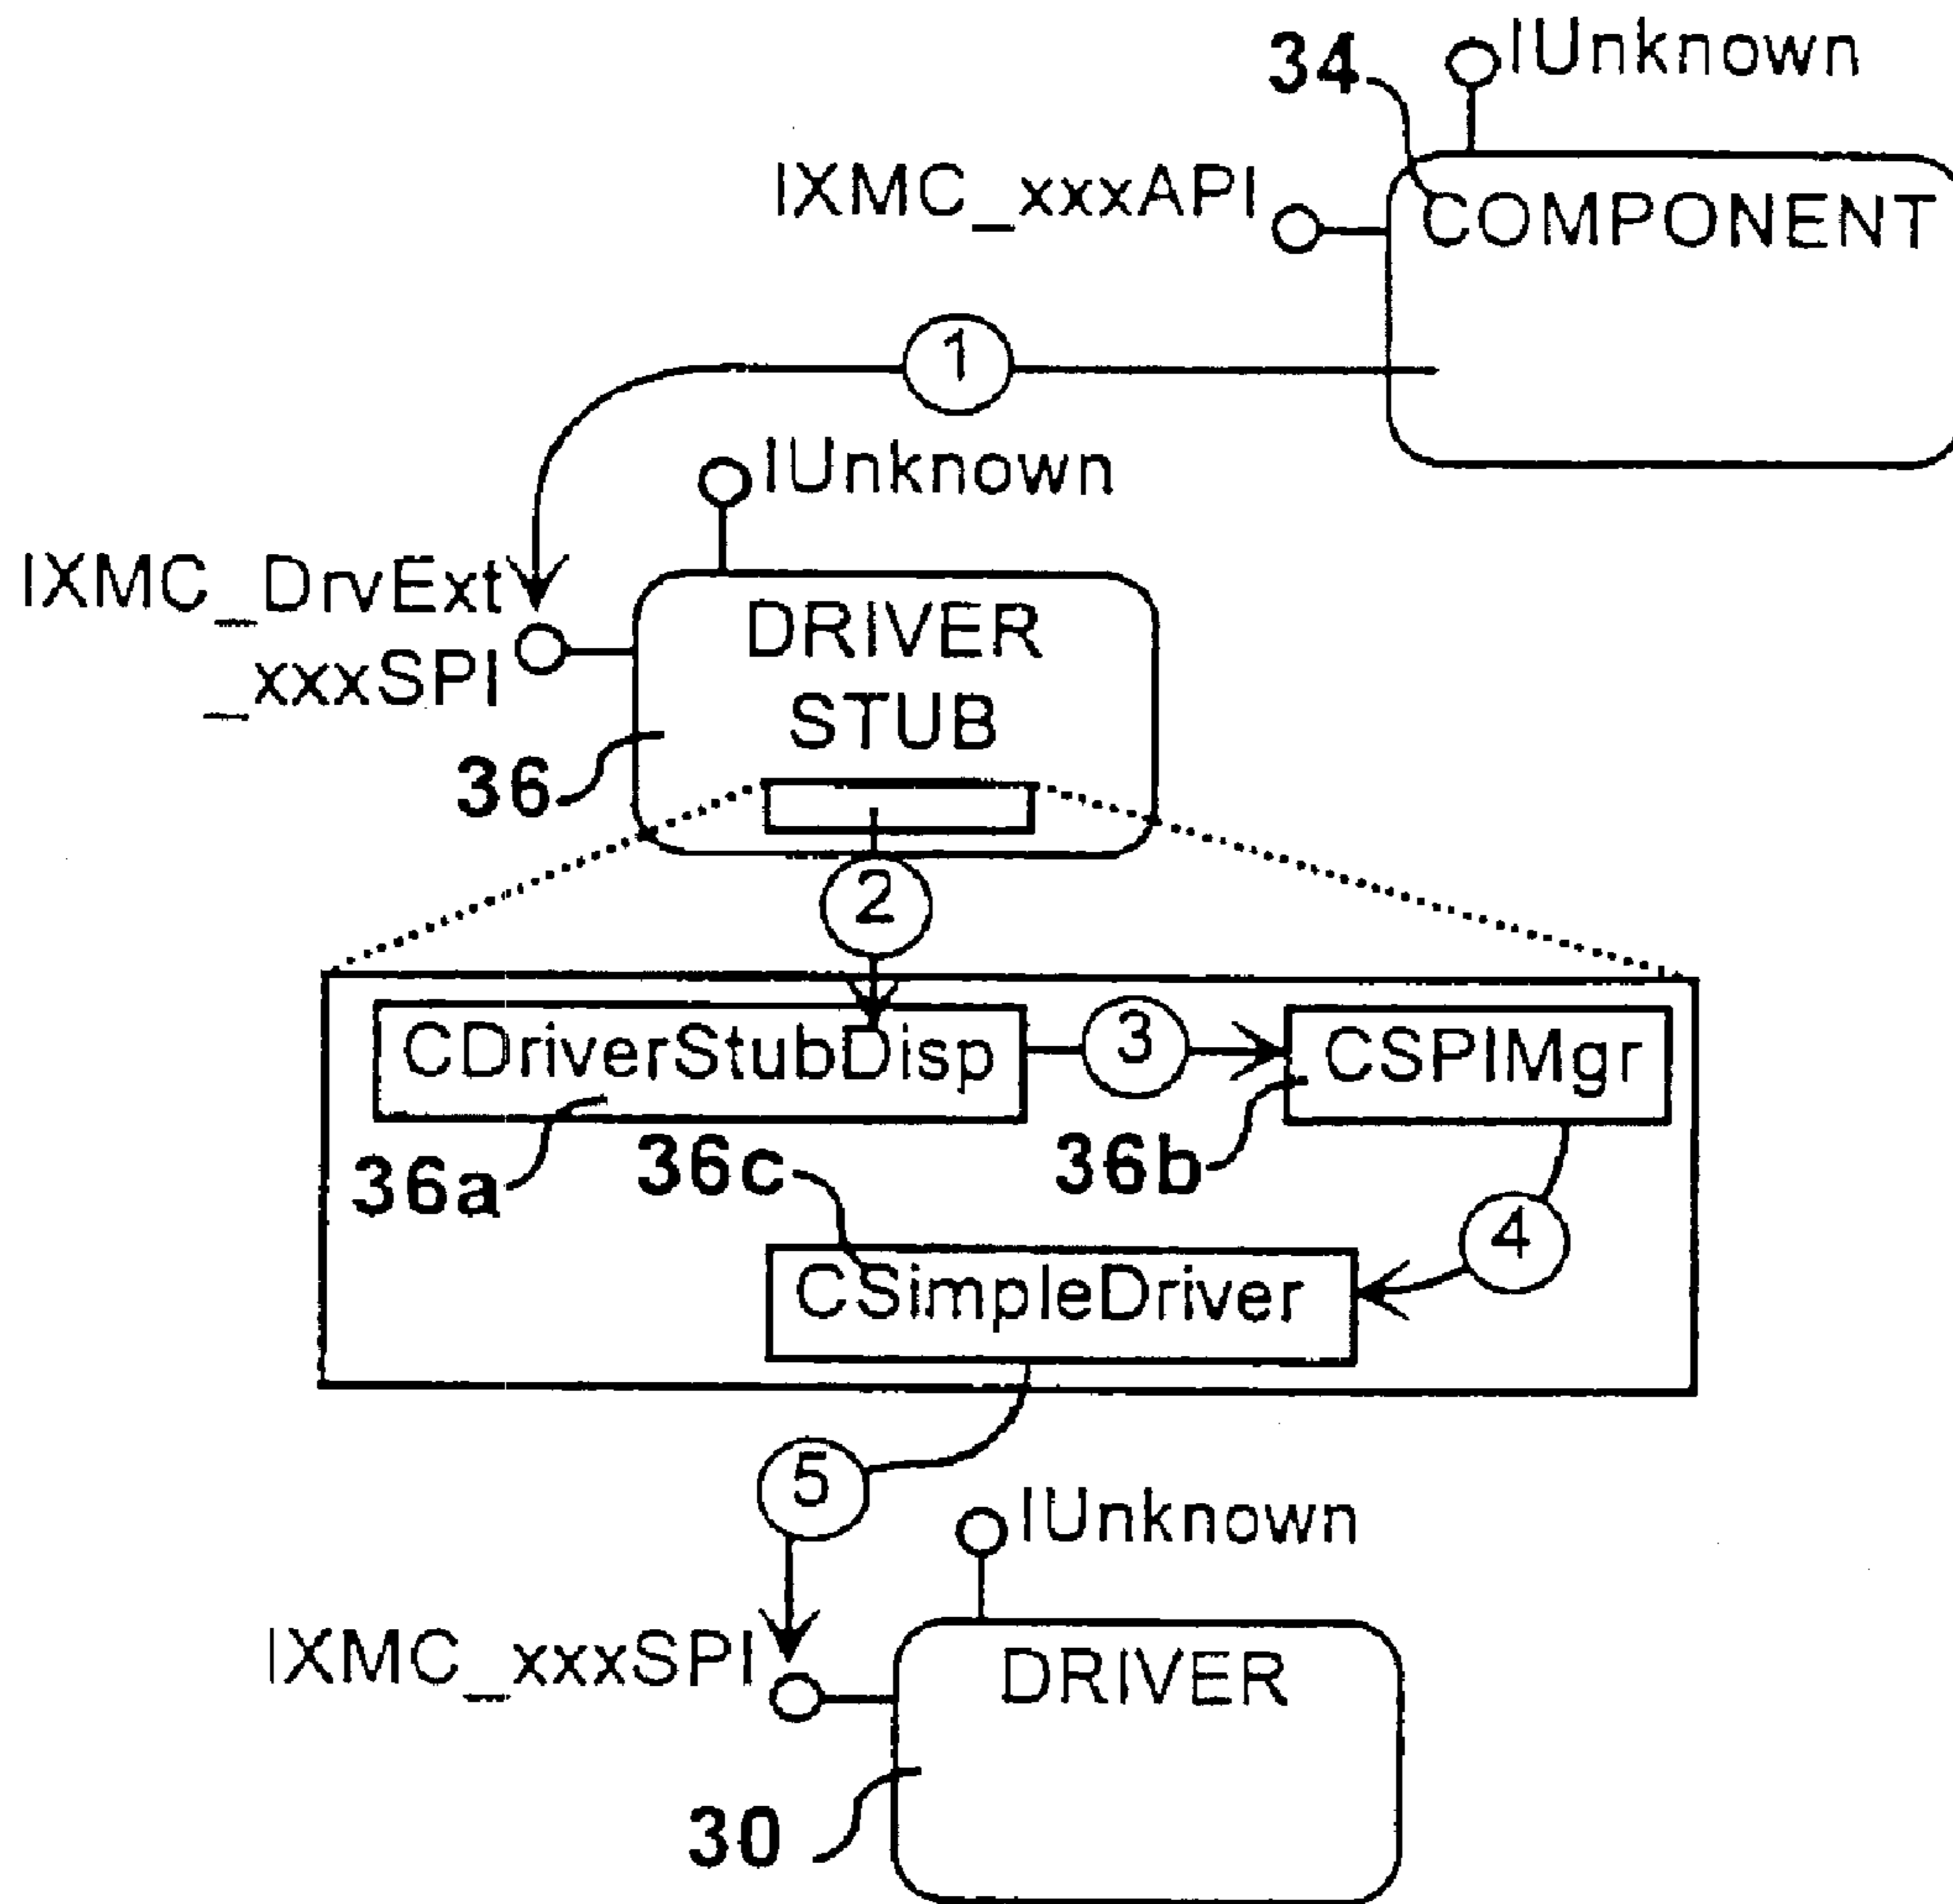 34
IUnknown
IXMC_xxxAPI
COMPONENT
1
IUnknown
IXMC_DrvExt
_xxxSPI
DRIVER
STUB
36
2
CDriverStubDisp
3
CSPIMgr
36a
36c
36b
4
CSimpleDriver
5
IUnknown
IXMC_xxxSPI
DRIVER
30